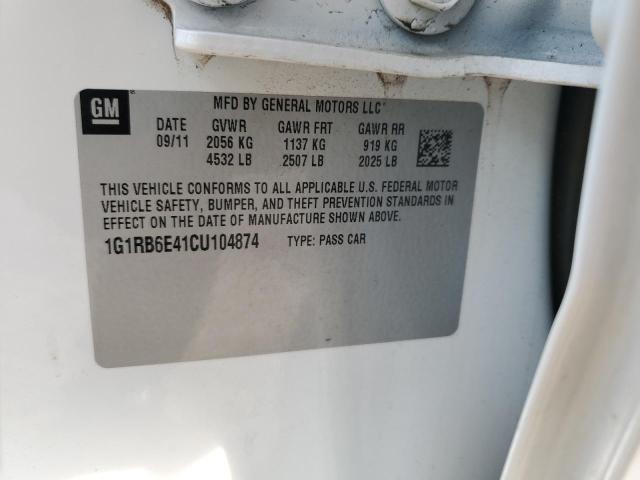 GM
MFD BY GENERAL MOTORS LLC
DATE GVWR GAWR FRT GAWR RR
09/11 2056 KG 1137 KG 919 KG
4532 LB 2507 LB 2025 LB
THIS VEHICLE CONFORMS TO ALL APPLICABLE U.S. FEDERAL MOTOR
VEHICLE SAFETY, BUMPER, AND THEFT PREVENTION STANDARDS IN
EFFECT ON THE DATE OF MANUFACTURE SHOWN ABOVE.
1G1RB6E41CU104874 TYPE: PASS CAR